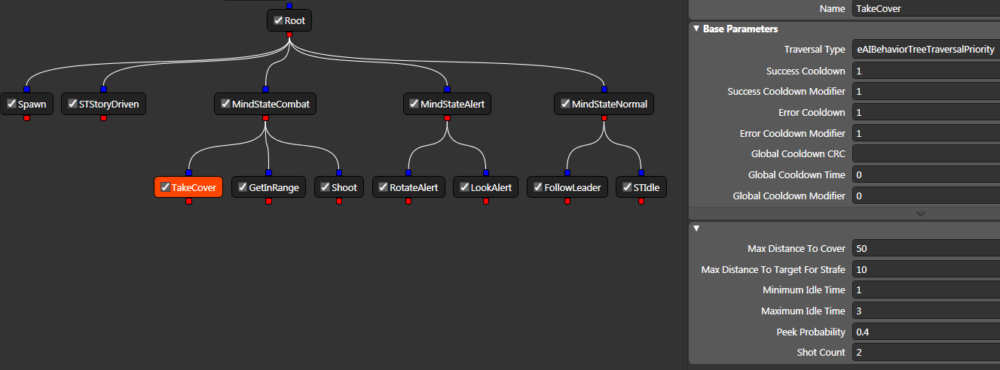 Root
Spawn
STStoryDriven
MindStateCombat
MindStateAlert
MindStateNormal
TakeCover
GetInRange
Shoot
RotateAlert
LookAlert
FollowLeader
STIdle
Name TakeCover
Base Parameters
Traversal Type eAIBehaviorTreeTraversalPriority
Success Cooldown 1
Success Cooldown Modifier 1
Error Cooldown 1
Error Cooldown Modifier 1
Global Cooldown CRC
Global Cooldown Time 0
Global Cooldown Modifier 0
Max Distance To Cover 50
Max Distance To Target For Strafe 10
Minimum Idle Time 1
Maximum Idle Time 3
Peek Probability 0.4
Shot Count 2